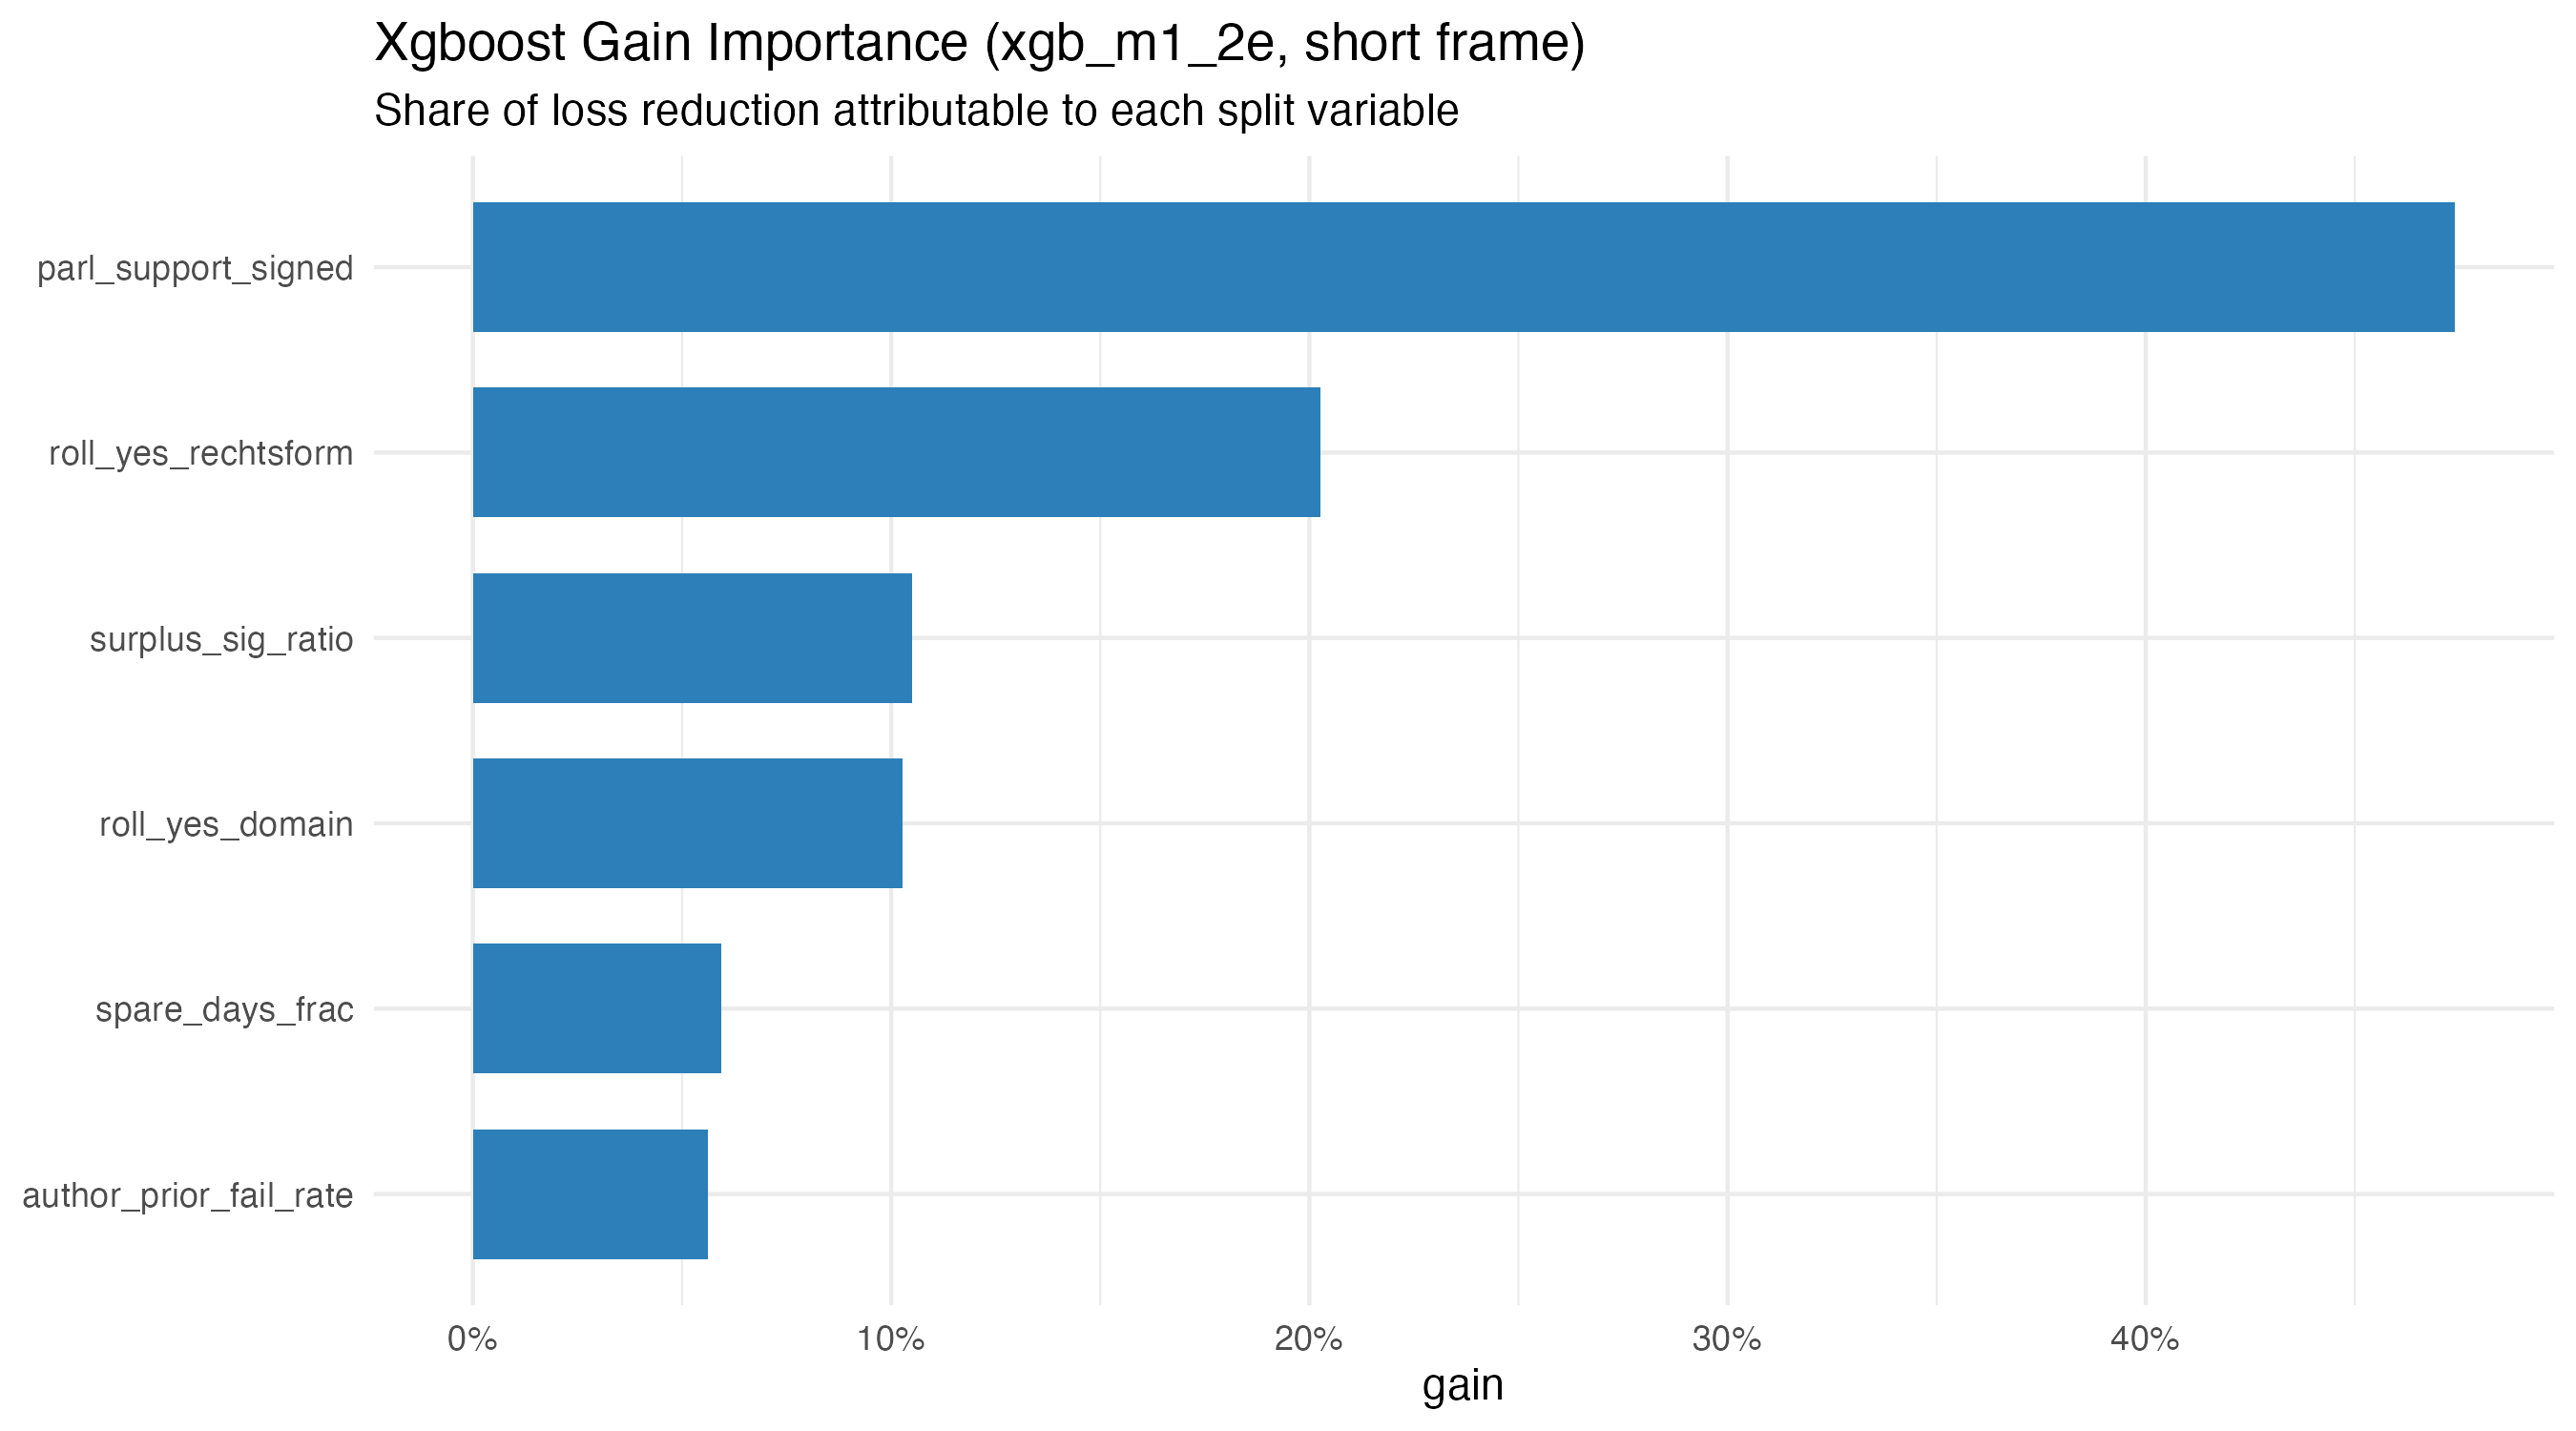 Xgboost Gain Importance (xgb_m1_2e, short frame)
Share of loss reduction attributable to each split variable
parl_support_signed
roll_yes_rechtsform
surplus_sig_ratio
roll_yes_domain
spare_days_frac
author_prior_fail_rate
0% 10% 20% 30% 40%
gain